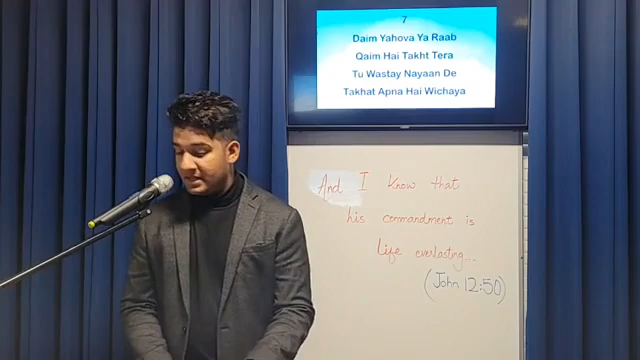 7
Daim Yahova Ya Raab
Qaim Hai Takht Tera
Tu Wastay Nayaan De
Takhat Apna Hai Wichaya
And I Know that
his commandment is
life everlasting...
(John 12:50)